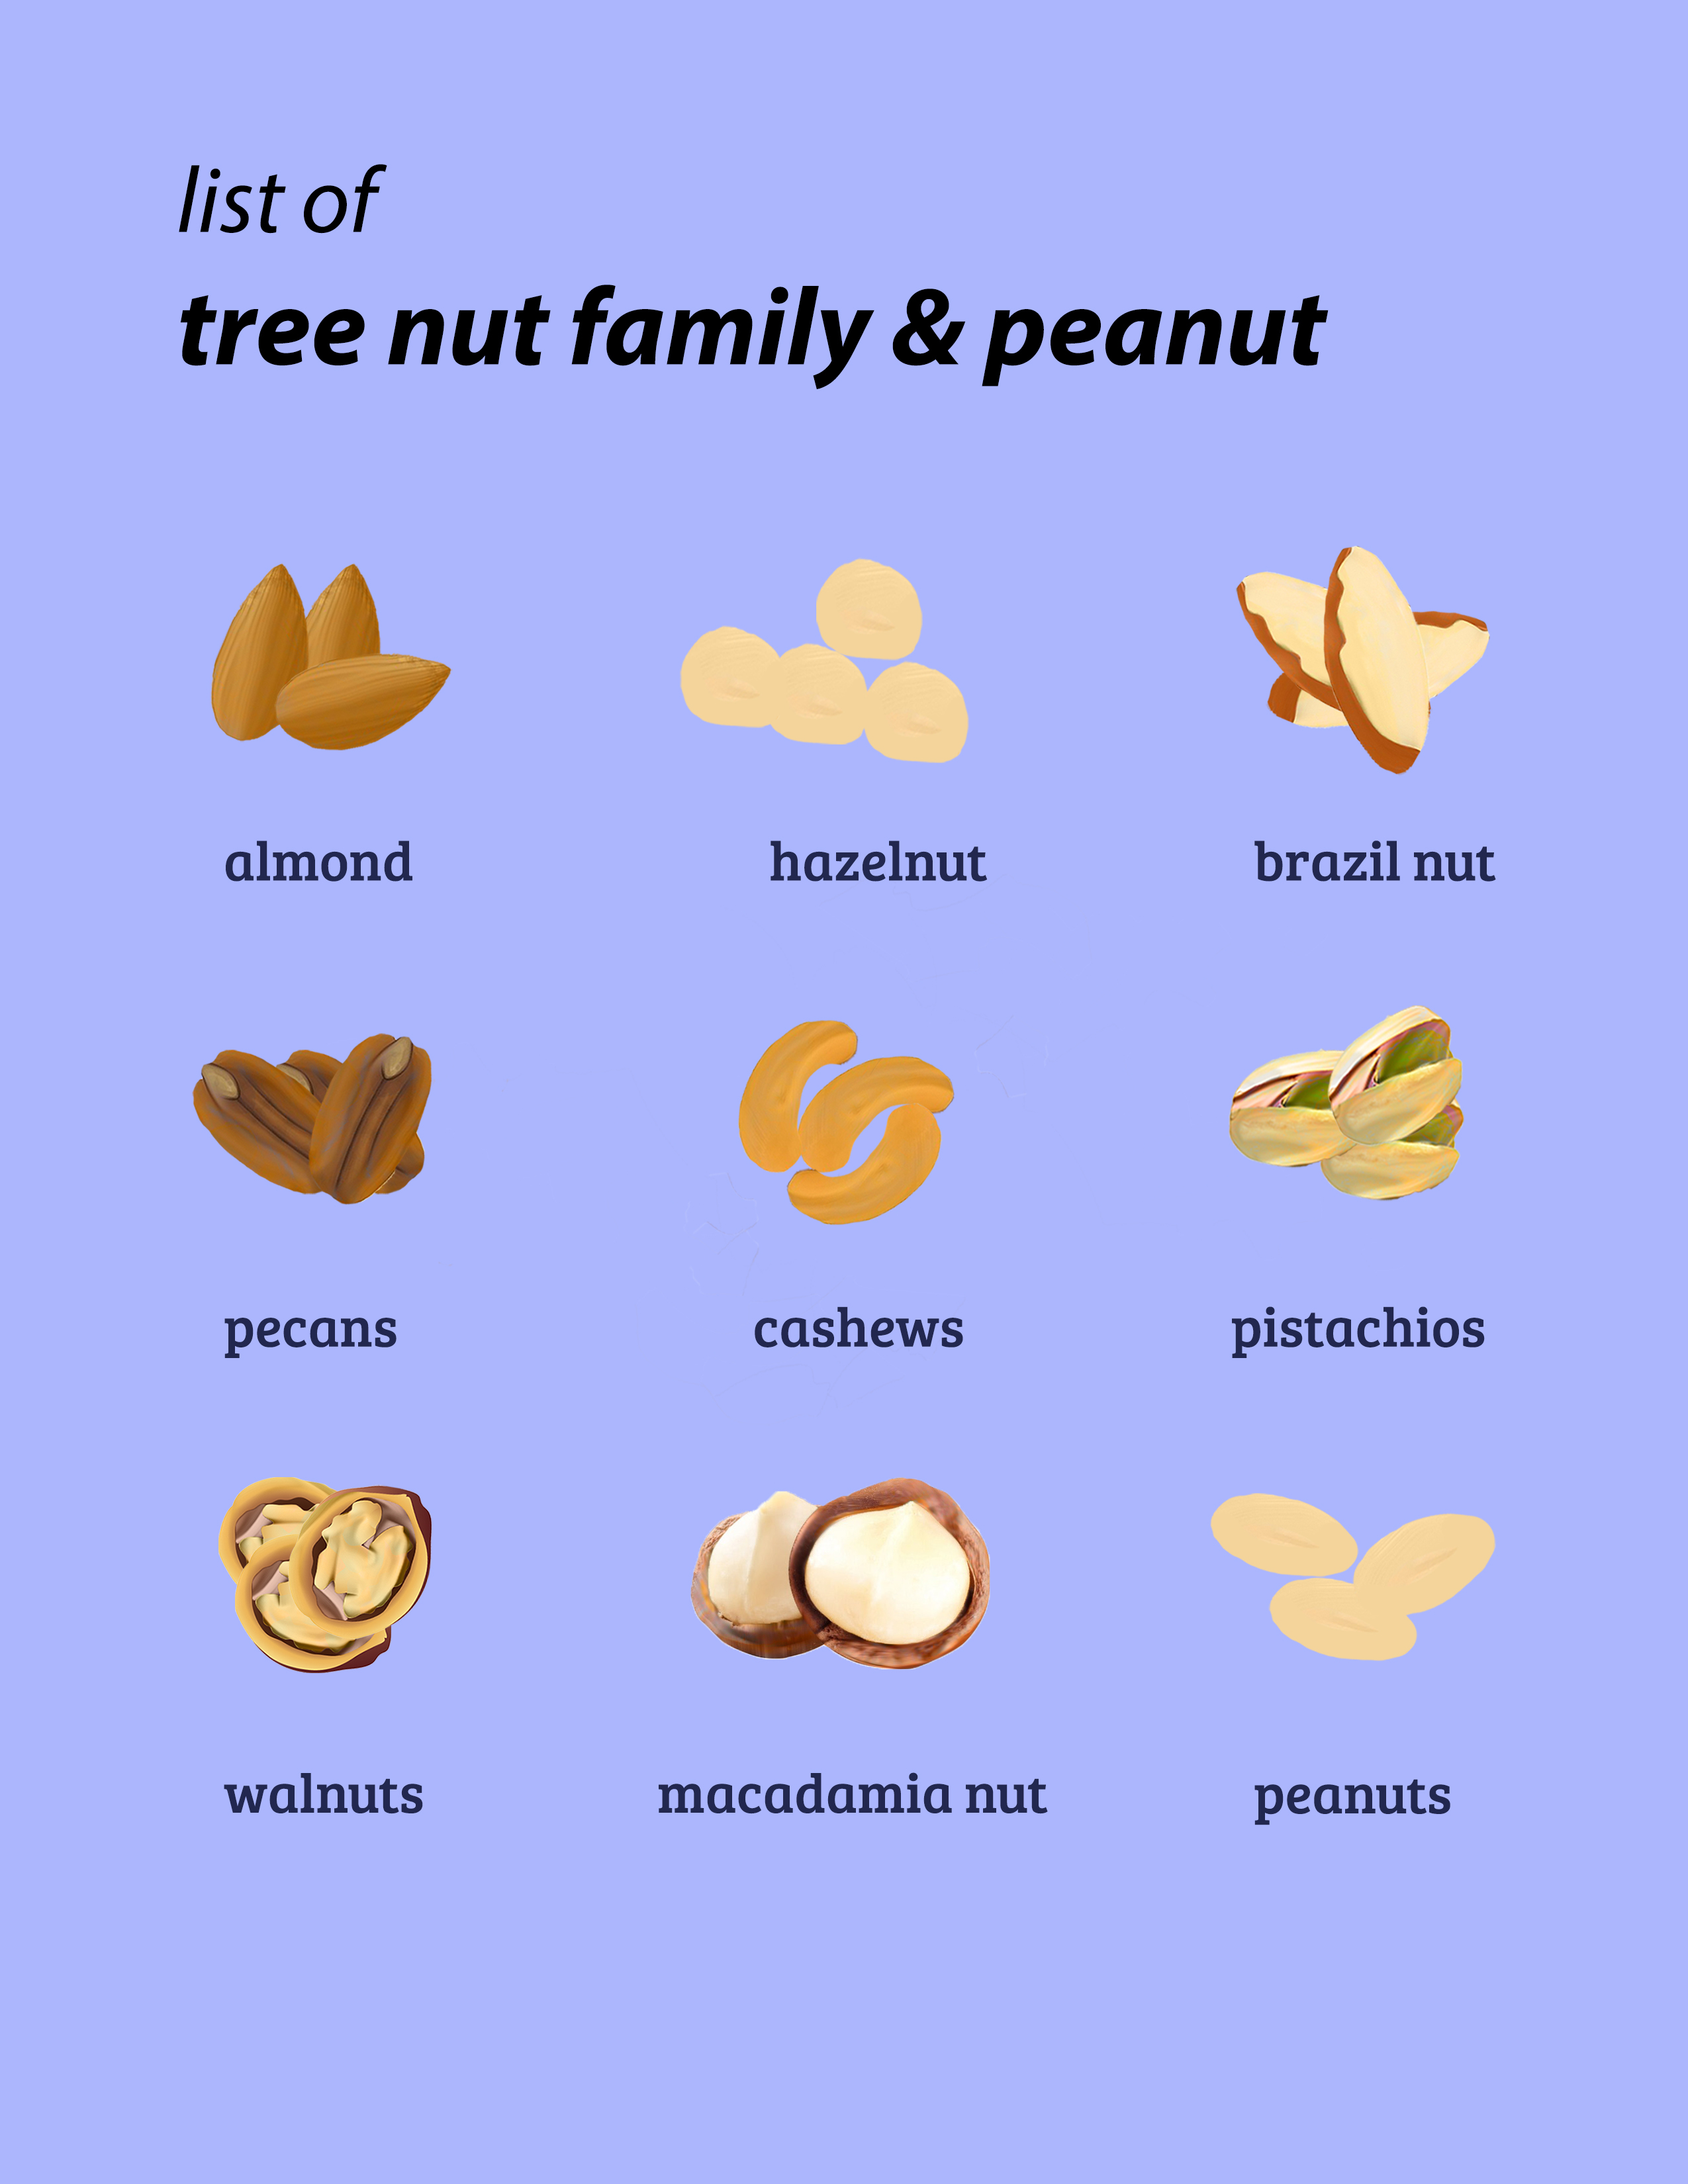 list of
tree nut family & peanut
almond
hazelnut
brazil nut
pecans
cashews
pistachios
walnuts
macadamia nut
peanuts